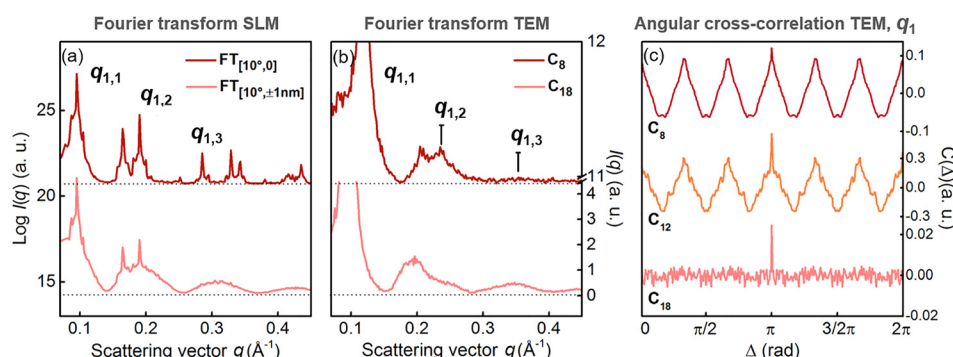 Fourier transform SLM
Fourier transform TEM
Angular cross-correlation TEM, q1
(a)
FT[10°,0]
FT[10°,±1nm]
q1,1
q1,2
q1,3
25
20
15
Log I(q) (a. u.)
0.1 0.2 0.3 0.4
Scattering vector q (Å-1)
(b)
C8
C18
q1,1
q1,2
q1,3
12
11
4
3
2
1
0
I(q) (a. u.)
0.1 0.2 0.3 0.4
Scattering vector q (Å-1)
(c)
C8
C12
C18
0.1
0.0
-0.1
0.3
0.0
-0.3
0.02
0.00
-0.02
C(Δ)(a. u.)
0 π/2 π 3/2π 2π
Δ (rad)